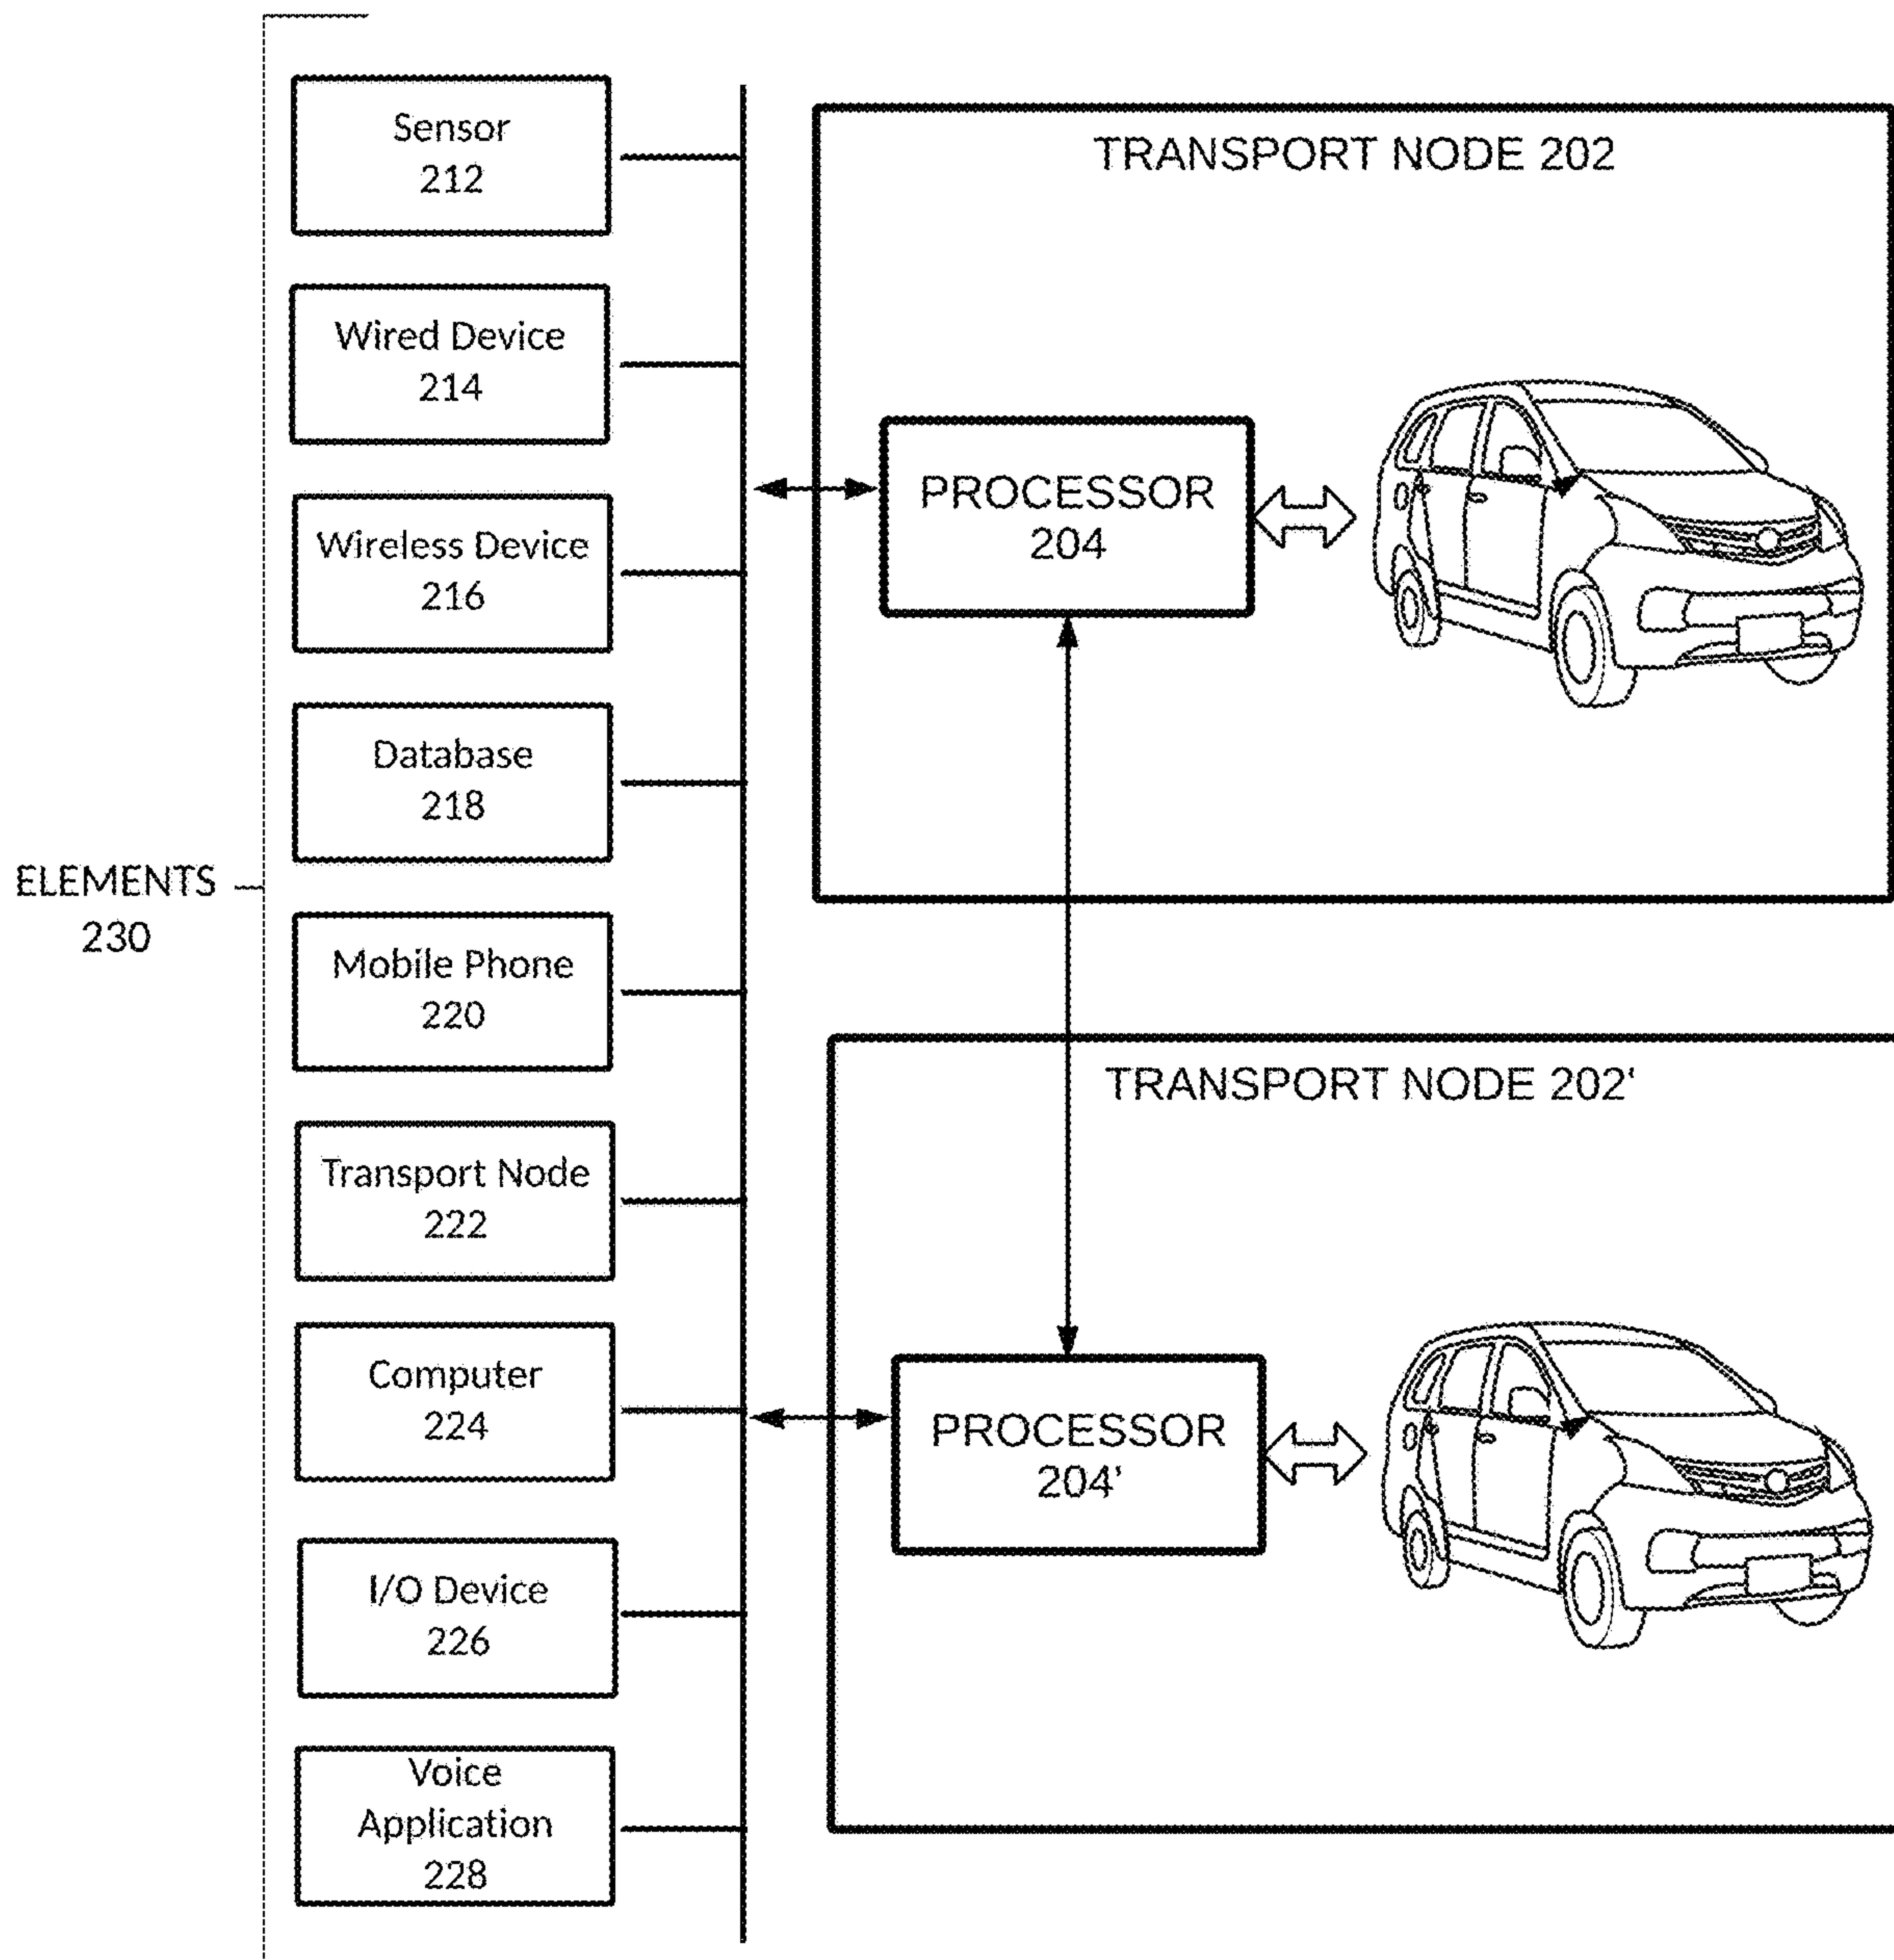 ELEMENTS
230
Sensor
212
Wired Device
214
Wireless Device
216
Database
218
Mobile Phone
220
Transport Node
222
Computer
224
I/O Device
226
Voice
Application
228
TRANSPORT NODE 202
PROCESSOR
204
TRANSPORT NODE 202‘
PROCESSOR
204’